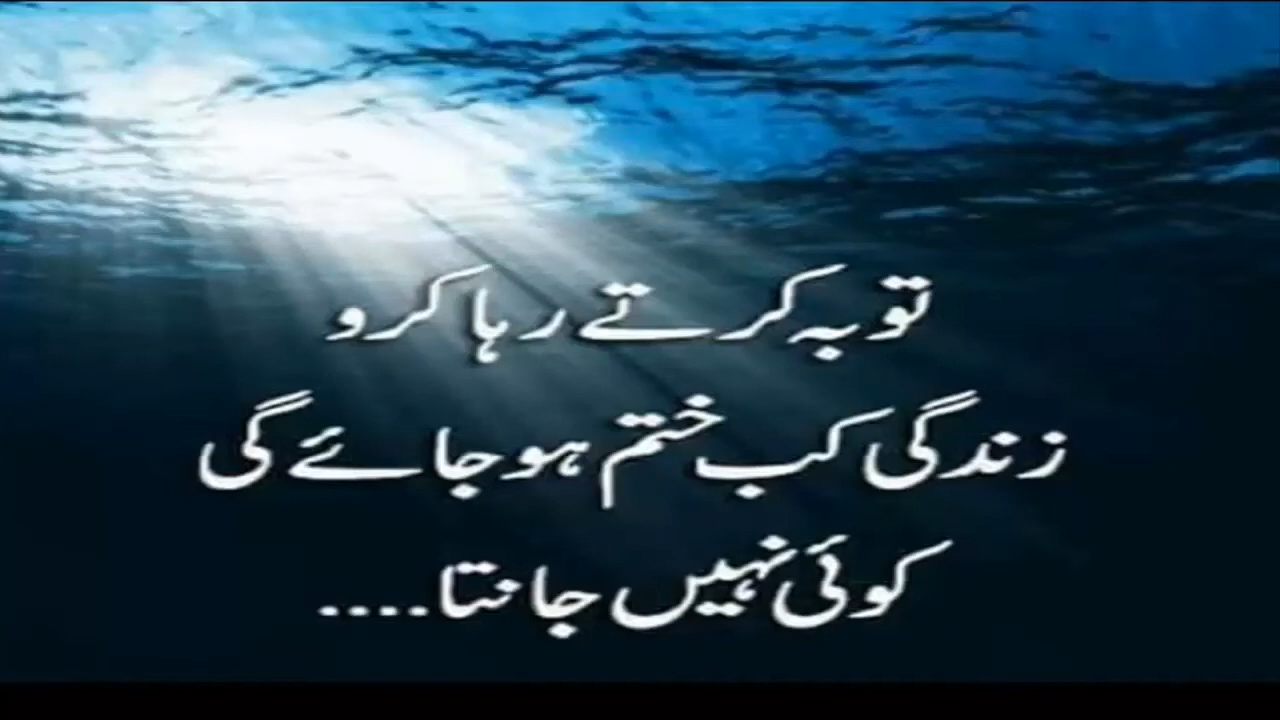 توبہ کرتے رہا کرو
زندگی کب ختم ہو جائے گی
کوئی نہیں جانتا....